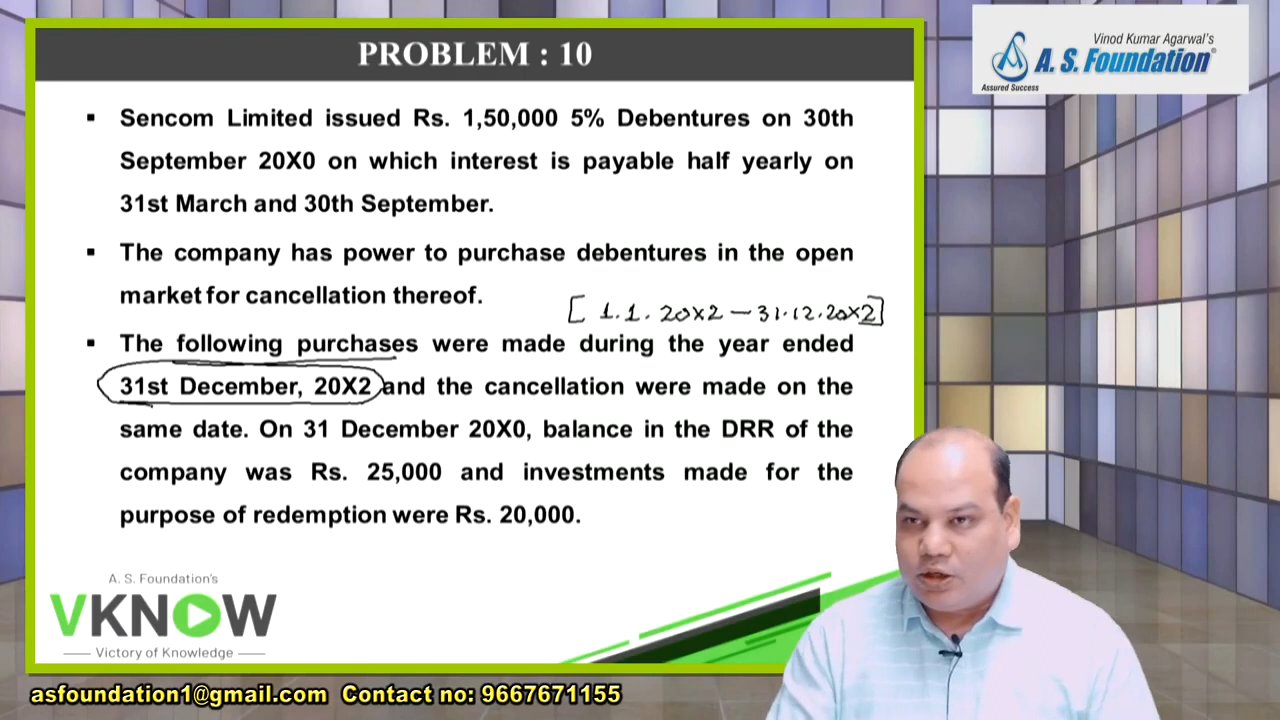 PROBLEM : 10
Vinod Kumar Agarwal's
A. S. Foundation®
Assured Success
▪ Sencom Limited issued Rs. 1,50,000 5% Debentures on 30th
September 20X0 on which interest is payable half yearly on
31st March and 30th September.
▪ The company has power to purchase debentures in the open
market for cancellation thereof.
[ 1.1. 20X2 – 31.12.20X2]
▪ The following purchases were made during the year ended
31st December, 20X2 and the cancellation were made on the
same date. On 31 December 20X0, balance in the DRR of the
company was Rs. 25,000 and investments made for the
purpose of redemption were Rs. 20,000.
A. S. Foundation's
VKNOW
Victory of Knowledge
asfoundation1@gmail.com Contact no: 9667671155